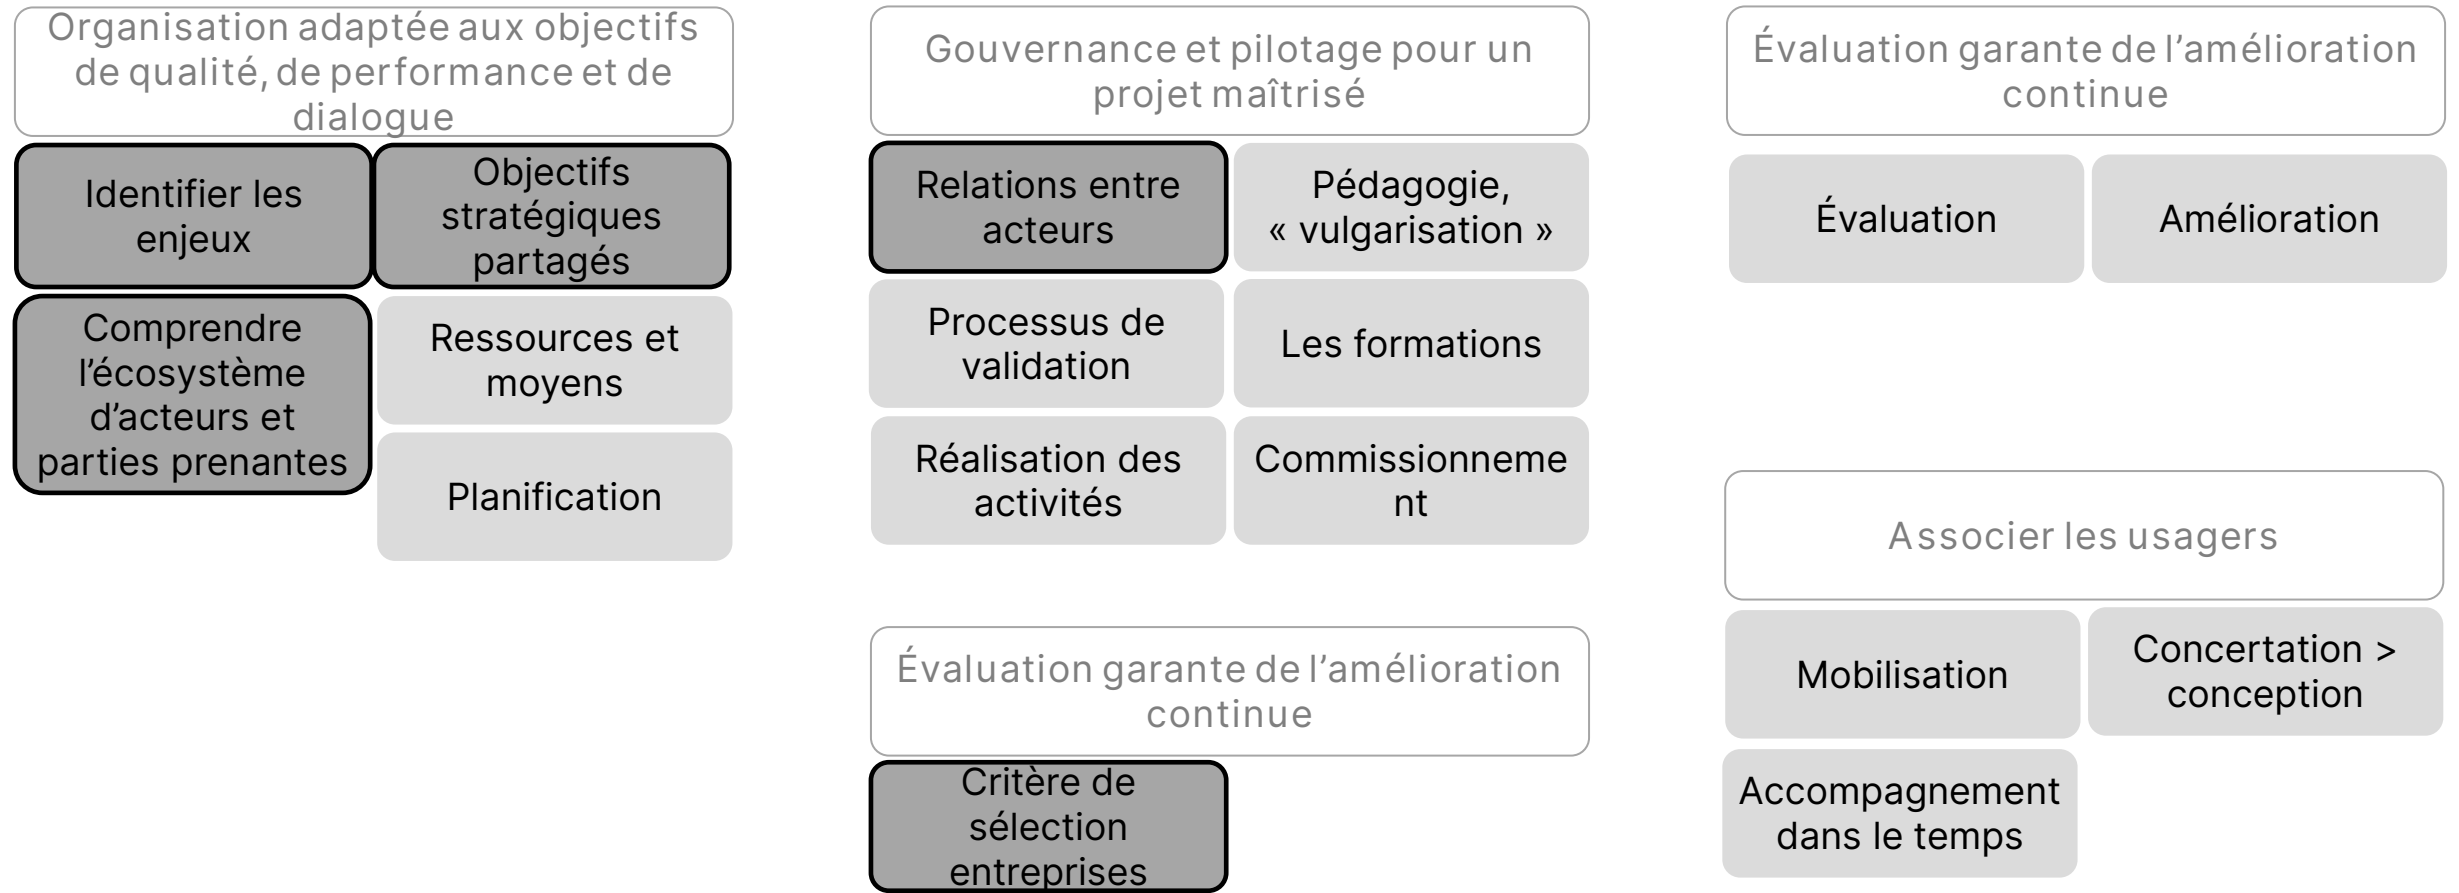 Organisation adaptée aux objectifs
de qualité, de performance et de
dialogue
Identifier les
enjeux
Objectifs
stratégiques
partagés
Comprendre
l’écosystème
d’acteurs et
parties prenantes
Ressources et
moyens
Planification
Gouvernance et pilotage pour un
projet maîtrisé
Relations entre
acteurs
Pédagogie,
« vulgarisation »
Processus de
validation
Les formations
Réalisation des
activités
Commissionneme
nt
Évaluation garante de l’amélioration
continue
Critère de
sélection
entreprises
Évaluation garante de l’amélioration
continue
Évaluation
Amélioration
Associer les usagers
Mobilisation
Concertation >
conception
Accompagnement
dans le temps